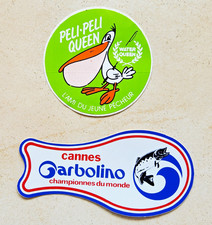 PELI-PELI
QUEEN
WATER
QUEEN
L'AMI DU JEUNE PÊCHEUR
cannes
Garbolino
championnes du monde